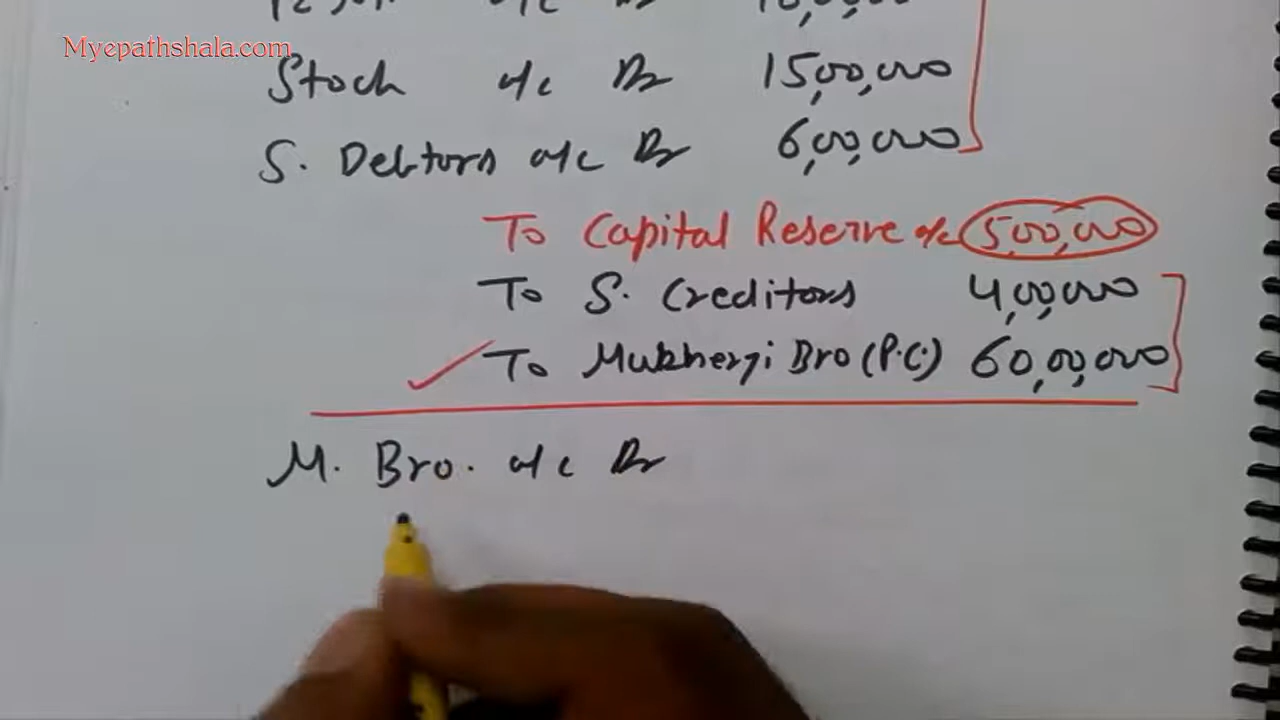 Myepathshala.com
Stock a/c Dr 15,00,000
S. Debtors a/c Dr 6,00,000
To Capital Reserve a/c 5,00,000
To S. Creditors 4,00,000
To Mukherji Bro (P.C.) 60,00,000
M. Bro. a/c Dr